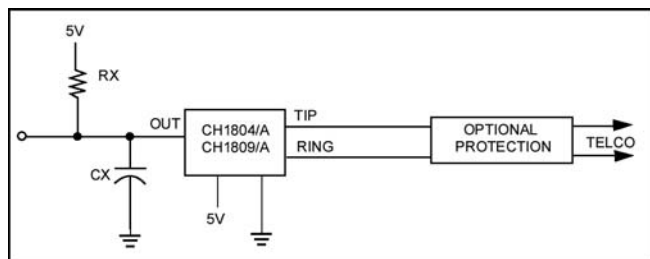 5V
RX
OUT
CX
CH1804/A
CH1809/A
5V
TIP
RING
OPTIONAL
PROTECTION
TELCO